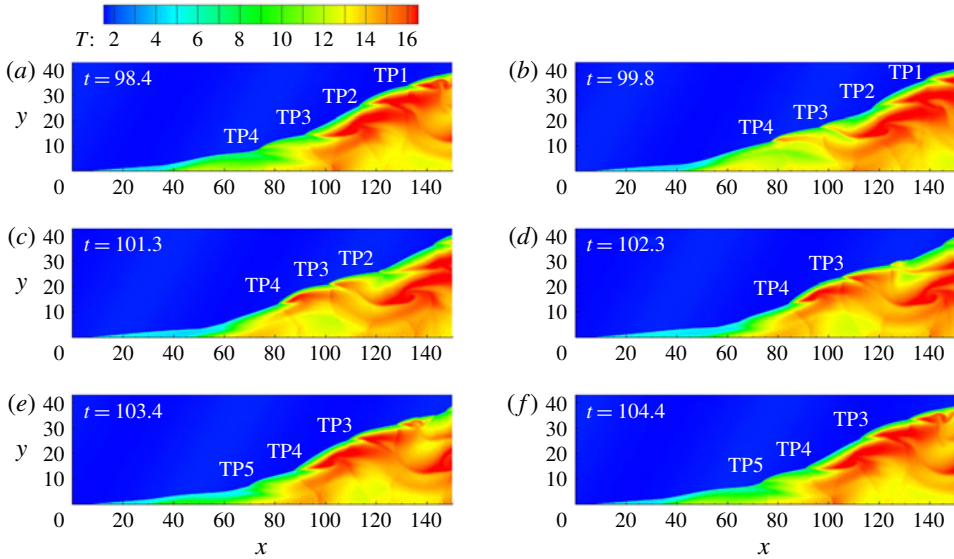 T: 2 4 6 8 10 12 14 16
(a) 40 30 y 20 10 0 t = 98.4 TP1 TP2 TP3 TP4
20 40 60 80 100 120 140
(b) 40 30 20 10 0 t = 99.8 TP1 TP2 TP3 TP4
20 40 60 80 100 120 140
(c) 40 30 y 20 10 0 t = 101.3 TP2 TP3 TP4
20 40 60 80 100 120 140
(d) 40 30 20 10 0 t = 102.3 TP3 TP4
20 40 60 80 100 120 140
(e) 40 30 y 20 10 0 t = 103.4 TP3 TP4 TP5
20 40 60 80 100 120 140
x
(f) 40 30 20 10 0 t = 104.4 TP3 TP4 TP5
20 40 60 80 100 120 140
x